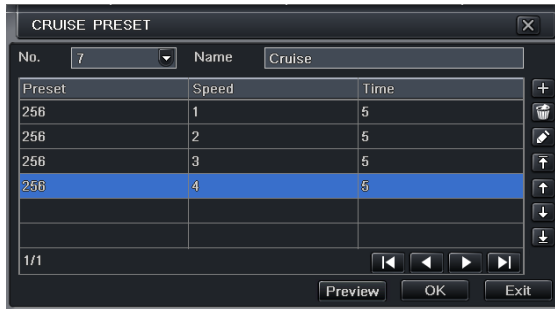 CRUISE PRESET
No. 7 Name Cruise
Preset Speed Time
256 1 5
256 2 5
256 3 5
256 4 5
1/1
Preview OK Exit